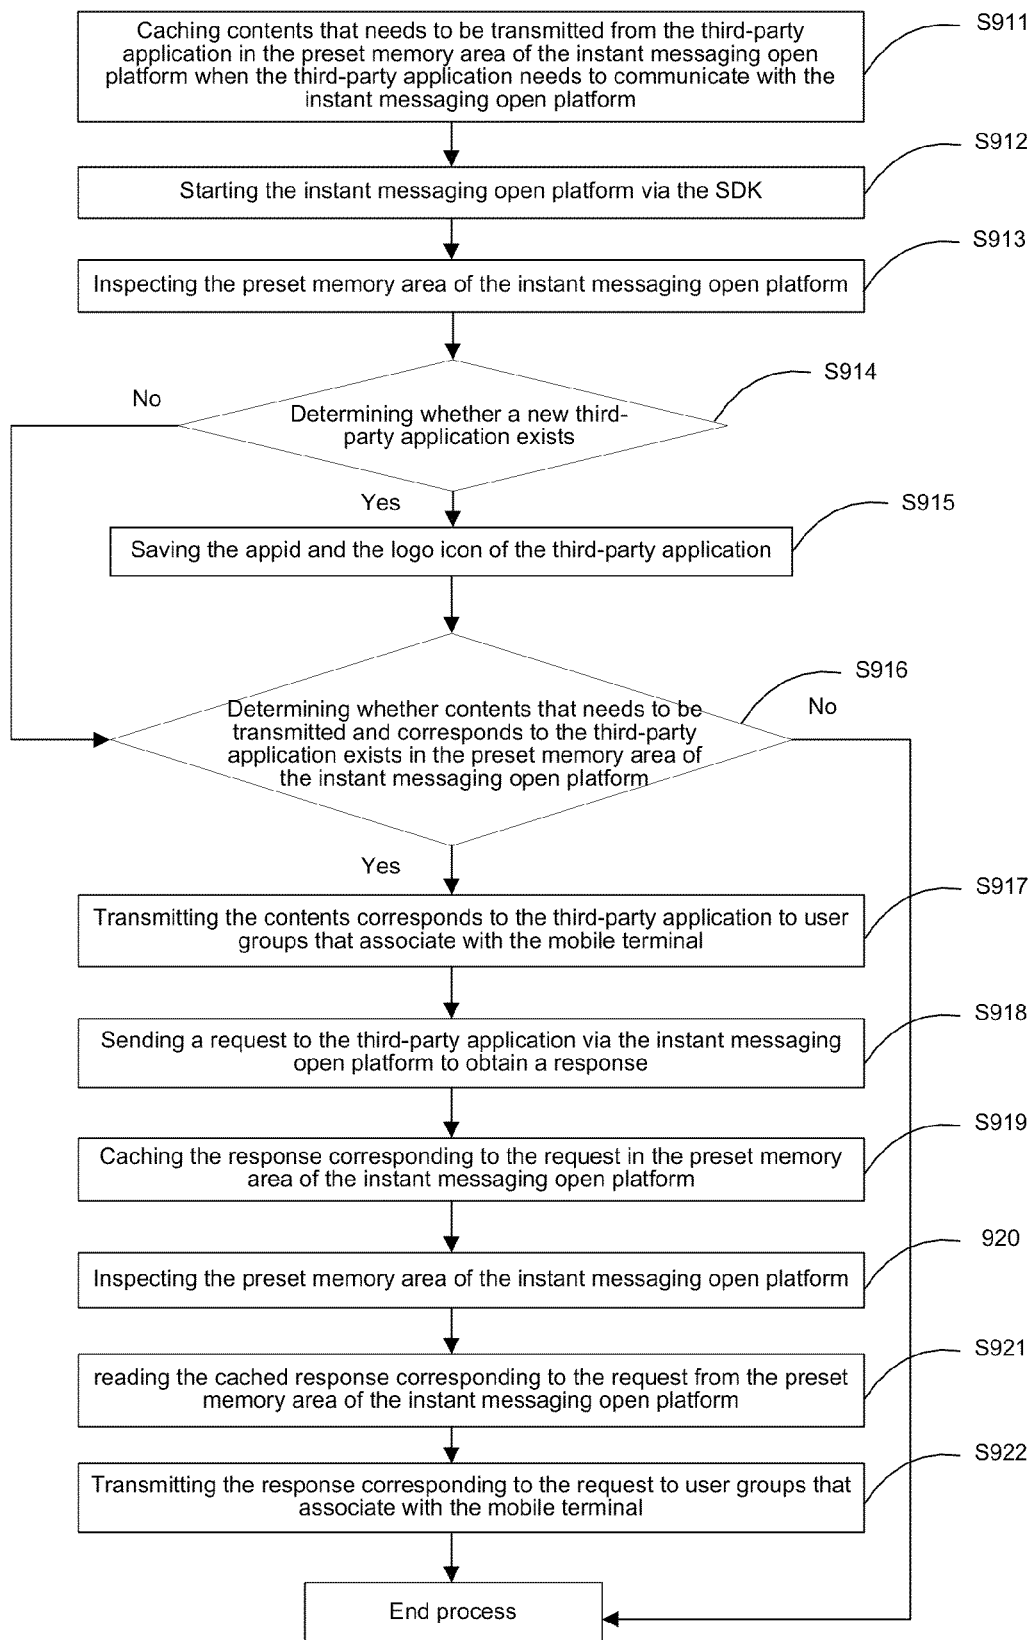 Caching contents that needs to be transmitted from the third-party
application in the preset memory area of the instant messaging open
platform when the third-party application needs to communicate with the
instant messaging open platform
S911
Starting the instant messaging open platform via the SDK
S912
Inspecting the preset memory area of the instant messaging open platform
S913
Determining whether a new third-
party application exists
S914
No
Yes
Saving the appid and the logo icon of the third-party application
S915
Determining whether contents that needs to be
transmitted and corresponds to the third-party
application exists in the preset memory area of
the instant messaging open platform
S916
No
Yes
Transmitting the contents corresponds to the third-party application to user
groups that associate with the mobile terminal
S917
Sending a request to the third-party application via the instant messaging
open platform to obtain a response
S918
Caching the response corresponding to the request in the preset memory
area of the instant messaging open platform
S919
Inspecting the preset memory area of the instant messaging open platform
920
reading the cached response corresponding to the request from the preset
memory area of the instant messaging open platform
S921
Transmitting the response corresponding to the request to user groups that
associate with the mobile terminal
S922
End process